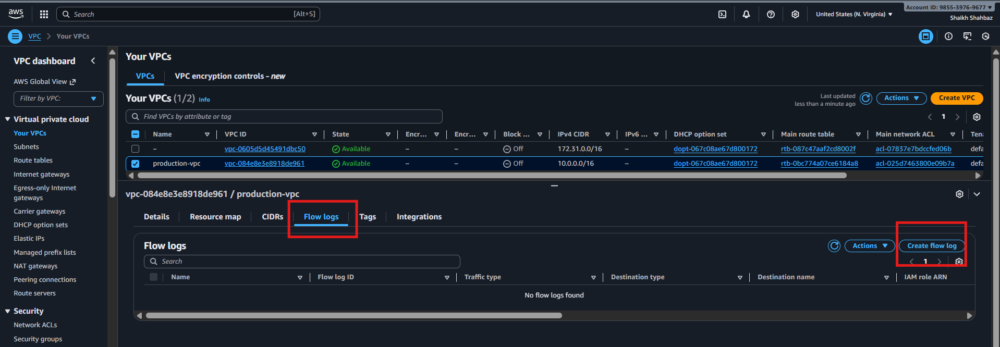 aws
Search [Alt+S]
United States (N. Virginia)
Account ID: 9855-3976-9677
Shaikh Shahbaz
VPC > Your VPCs
VPC dashboard
AWS Global View
Filter by VPC:
Virtual private cloud
Your VPCs
Subnets
Route tables
Internet gateways
Egress-only Internet
gateways
Carrier gateways
DHCP option sets
Elastic IPs
Managed prefix lists
NAT gateways
Peering connections
Route servers
Security
Network ACLs
Security groups
Your VPCs
VPCs VPC encryption controls - new
Your VPCs (1/2) Info
Last updated
less than a minute ago
Actions Create VPC
Find VPCs by attribute or tag
1
Name VPC ID State Encr... Encr... Block ... IPv4 CIDR IPv6 ... DHCP option set Main route table Main network ACL Tena
– vpc-0605d5d45491dbc50 Available – – Off 172.31.0.0/16 – dopt-067c08ae67d800172 rtb-087c47aaf2cd8002f acl-07837e7bdccfed06b defa
production-vpc vpc-084e8e3e8918de961 Available – – Off 10.0.0.0/16 – dopt-067c08ae67d800172 rtb-0bc774a07ce6184a8 acl-025d7463800e09b7a defa
vpc-084e8e3e8918de961 / production-vpc
Details Resource map CIDRs Flow logs Tags Integrations
Flow logs
Actions Create flow log
Search
1
Name Flow log ID Traffic type Destination type Destination name IAM role ARN
No flow logs found